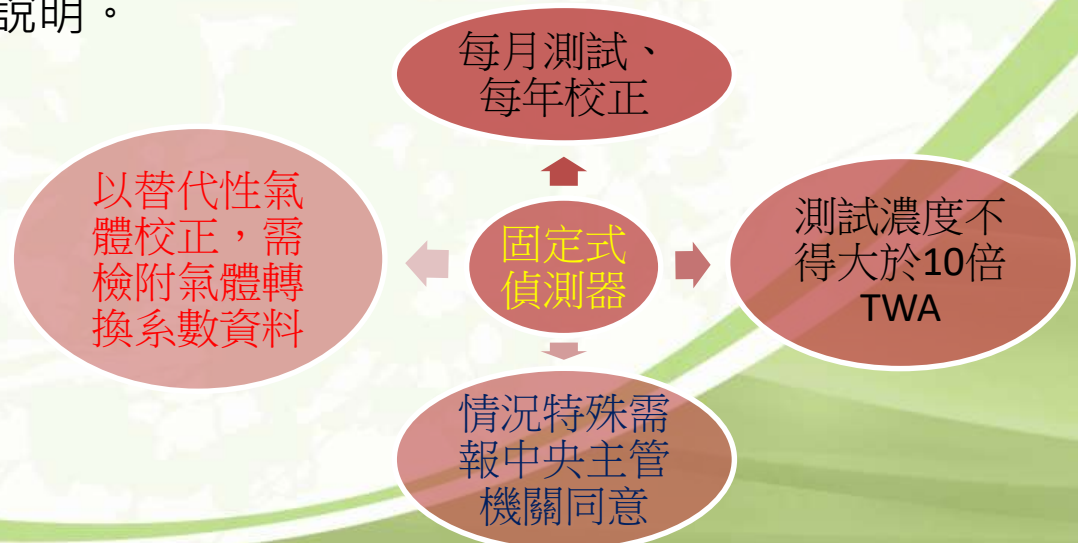 說明。
每月測試、
每年校正
以替代性氣
體校正，需
檢附氣體轉
換系數資料
固定式
偵測器
測試濃度不
得大於10倍
TWA
情況特殊需
報中央主管
機關同意